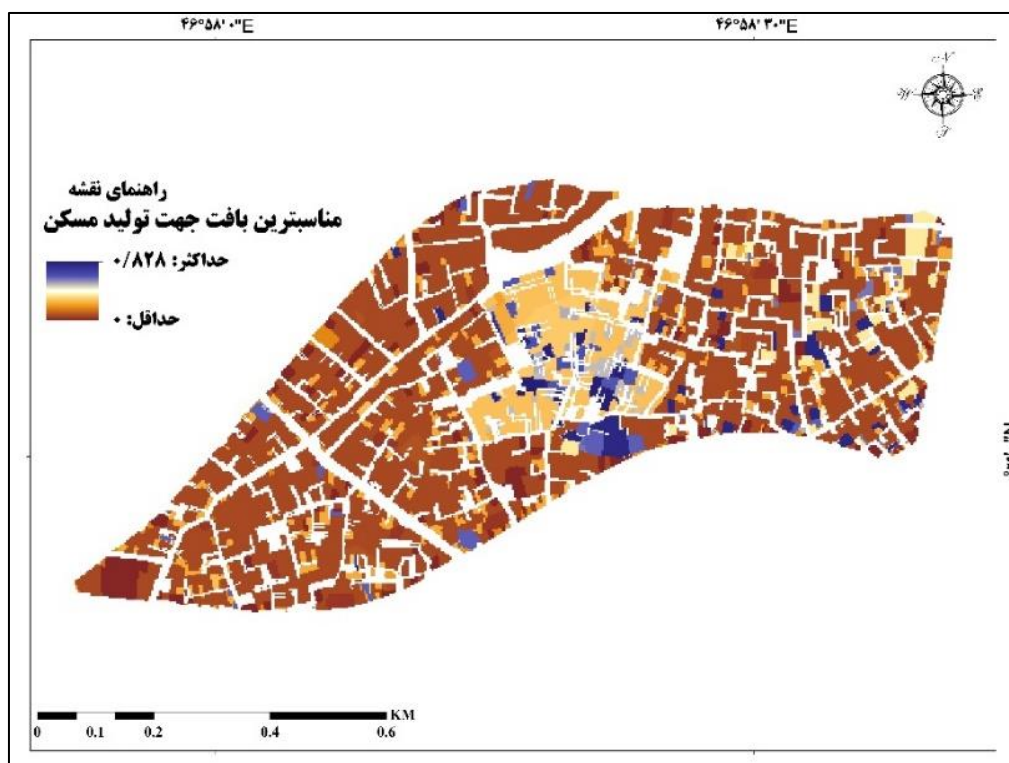 ۴۶°۵۸'۰"E
۴۶°۵۸'۳۰"E
N
W
E
راهنمای نقشه
مناسبترین بافت جهت تولید مسکن
حداکثر: ۰/۸۲۸
حداقل: ۰
KM
0 0.1 0.2 0.4 0.6